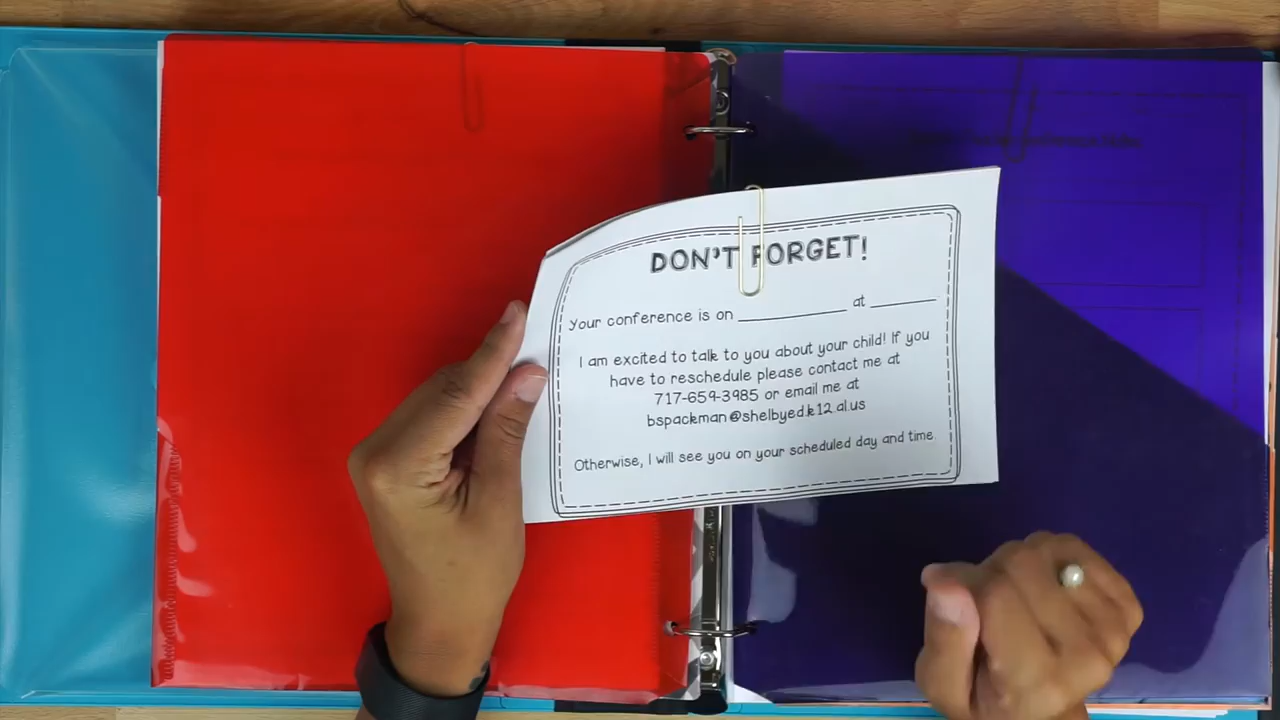 DON'T FORGET!
Your conference is on __________ at ______
I am excited to talk to you about your child! If you
have to reschedule please contact me at
717-659-3985 or email me at
bspackman@shelbyed.k12.al.us
Otherwise, I will see you on your scheduled day and time.